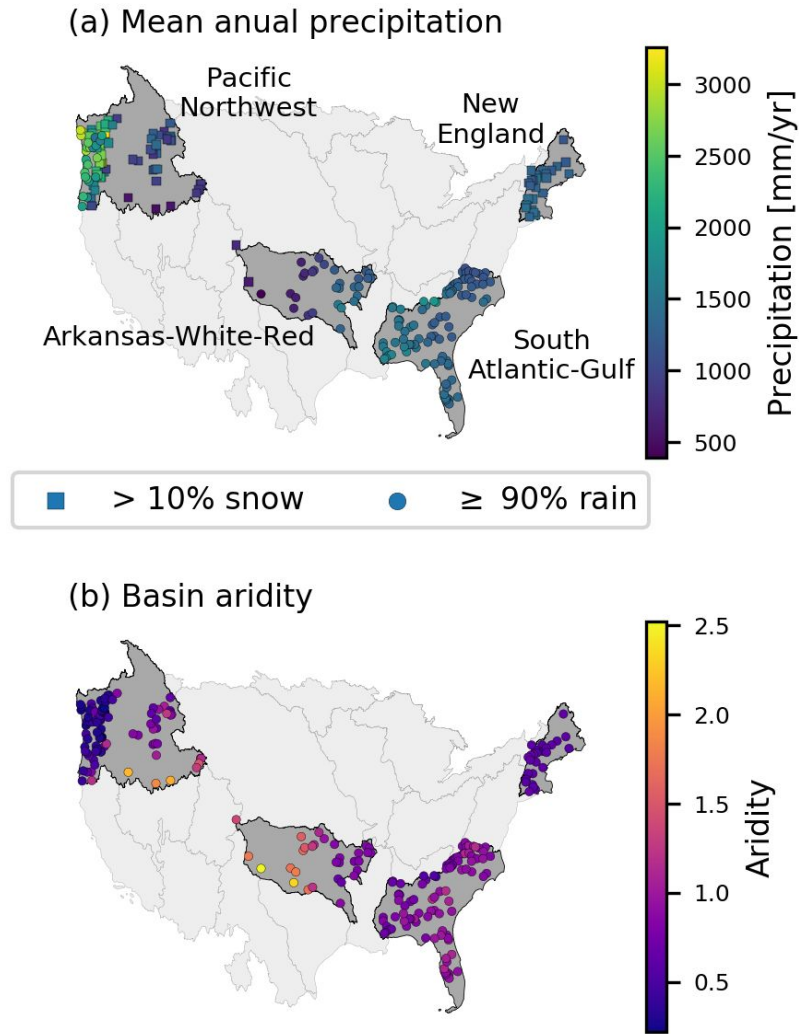 (a) Mean anual precipitation
Pacific
Northwest
New
England
Arkansas-White-Red
South
Atlantic-Gulf
3000
2500
2000
1500
1000
500
Precipitation [mm/yr]
> 10% snow
≥ 90% rain
(b) Basin aridity
2.5
2.0
1.5
1.0
0.5
Aridity